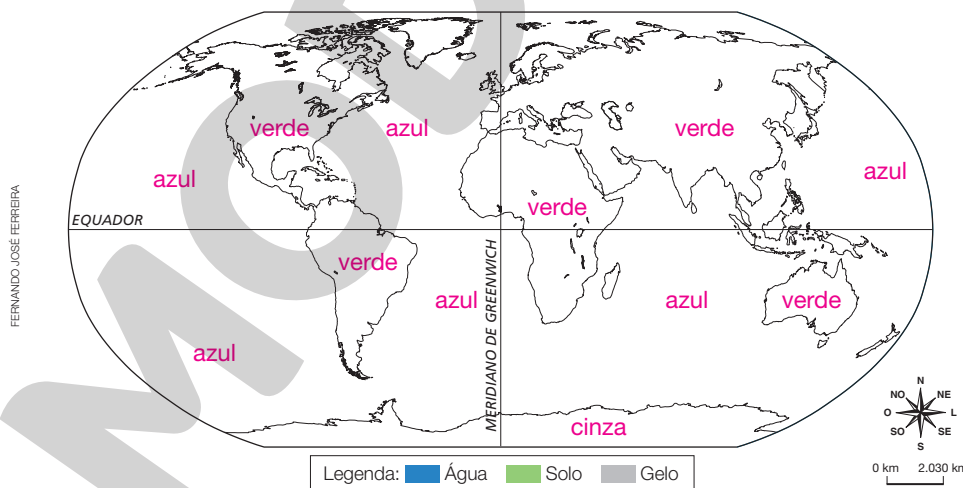 verde
azul
verde
azul
azul
EQUADOR
verde
verde
azul
MERIDIANO DE GREENWICH
azul
verde
azul
cinza
FERNANDO JOSÉ FERREIRA
N
NO NE
O L
SO SE
S
0 km 2.030 km
Legenda: Água Solo Gelo